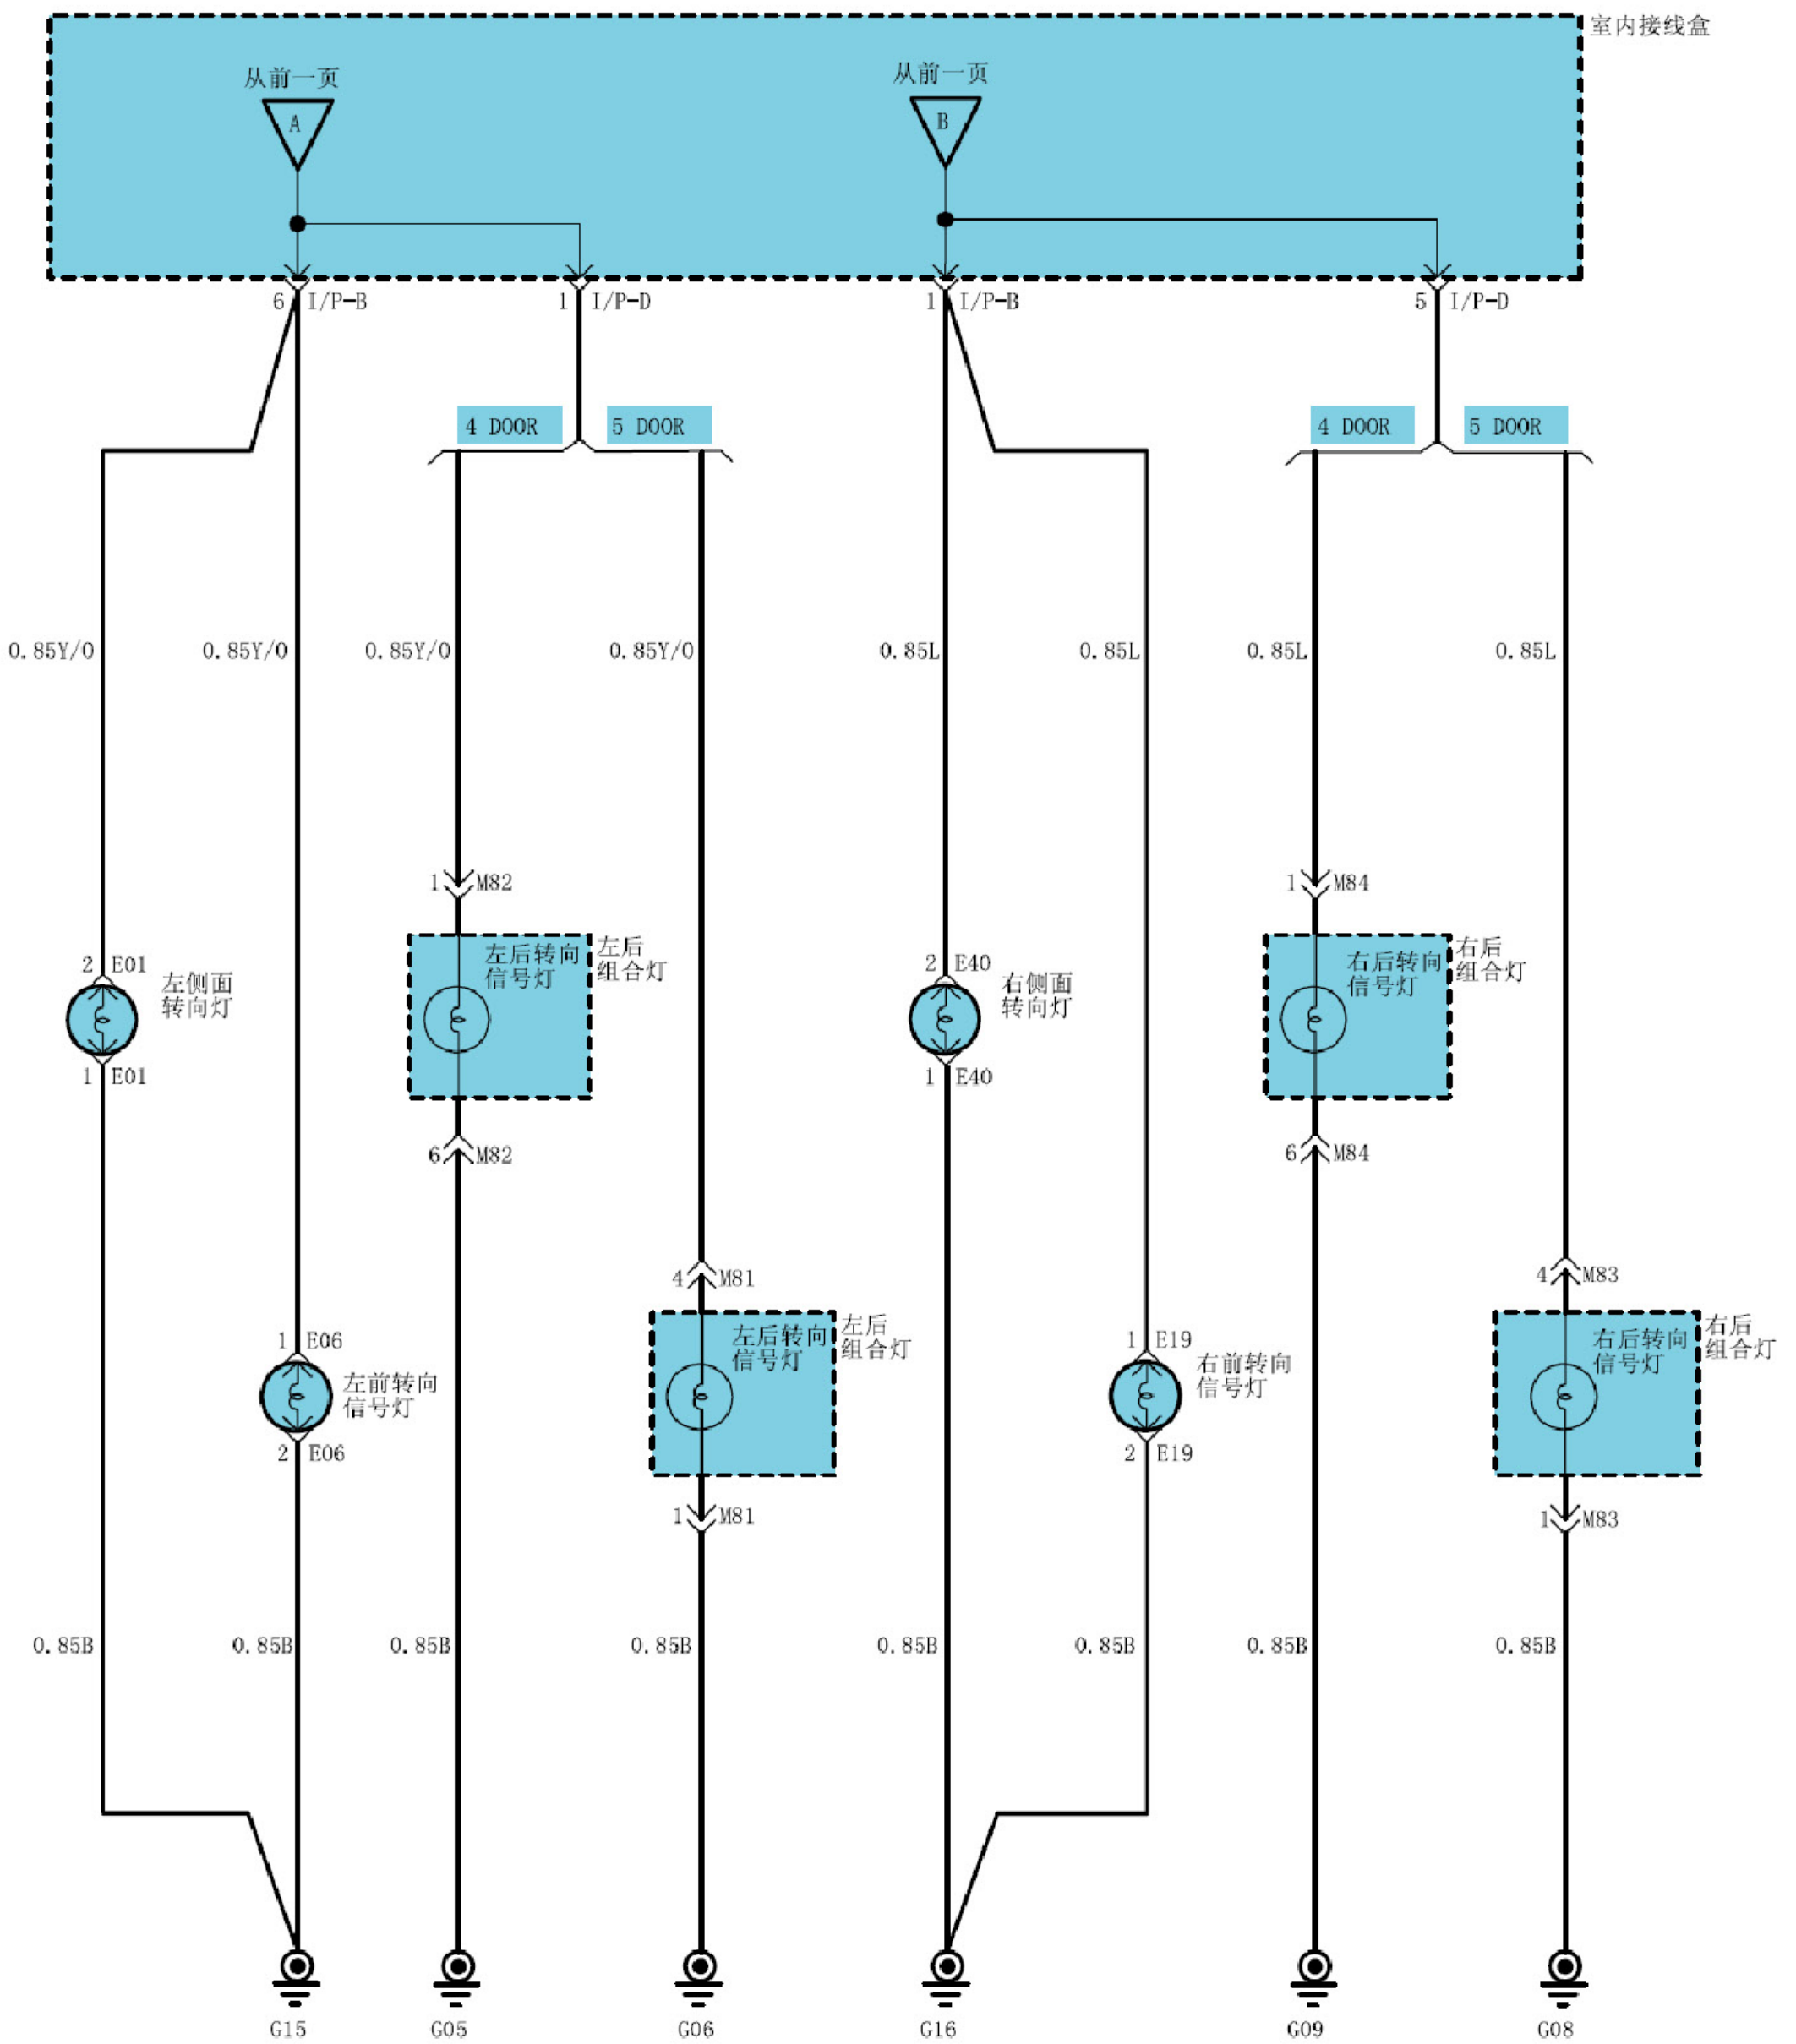 室内接线盒
从前一页
从前一页
A
B
6 I/P-B
1 I/P-D
1 I/P-B
5 I/P-D
4 DOOR
5 DOOR
4 DOOR
5 DOOR
0.85Y/O
0.85Y/O
0.85Y/O
0.85Y/O
0.85L
0.85L
0.85L
0.85L
1 M82
1 M84
左后转向
信号灯
左后
组合灯
右后转向
信号灯
右后
组合灯
2 E01
左侧面
转向灯
1 E01
2 E40
右侧面
转向灯
1 E40
6 M82
6 M84
4 M81
4 M83
1 E06
左前转向
信号灯
2 E06
左后转向
信号灯
左后
组合灯
1 E19
右前转向
信号灯
2 E19
右后转向
信号灯
右后
组合灯
1 M81
1 M83
0.85B
0.85B
0.85B
0.85B
0.85B
0.85B
0.85B
0.85B
G15
G05
G06
G16
G09
G08